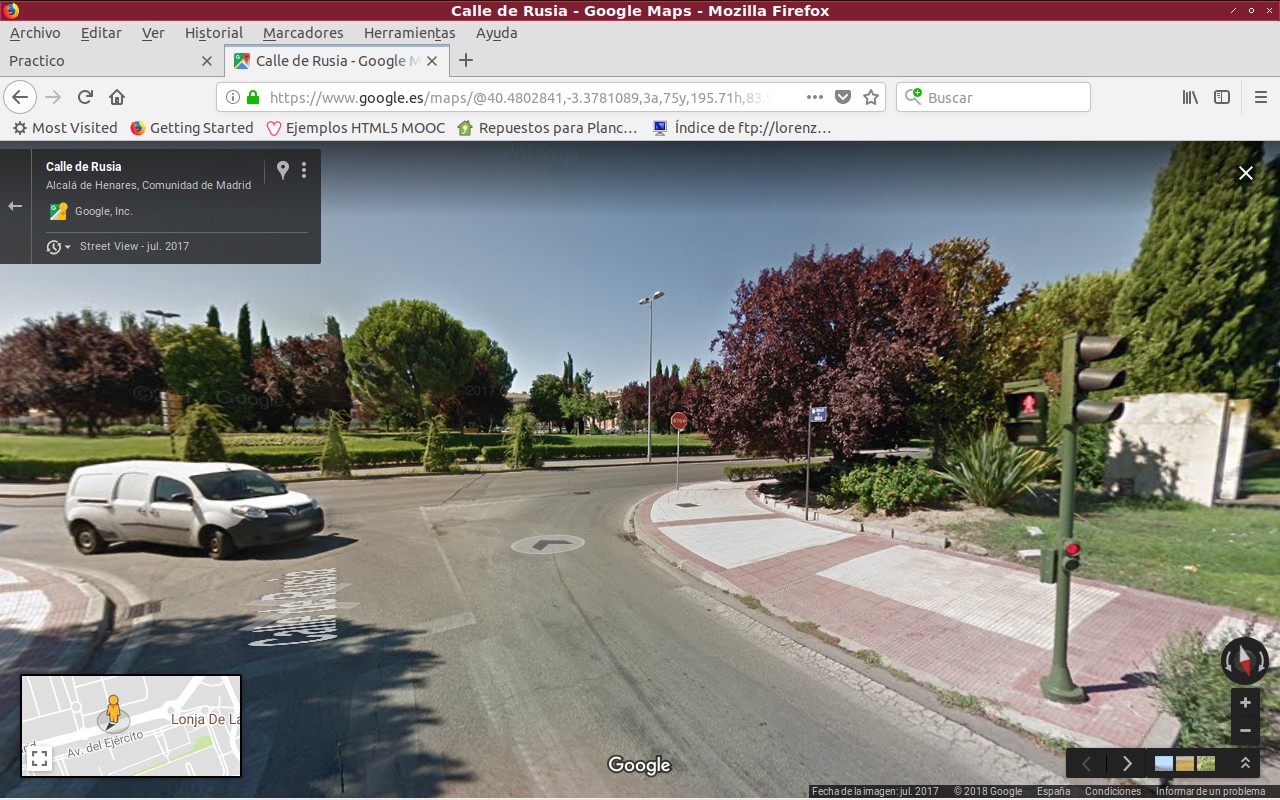 Calle de Rusia - Google Maps - Mozilla Firefox
Archivo Editar Ver Historial Marcadores Herramientas Ayuda
Practico
Calle de Rusia - Google M
https://www.google.es/maps/@40.4802841,-3.3781089,3a,75y,195.71h,83.
Buscar
Most Visited Getting Started Ejemplos HTML5 MOOC Repuestos para Planc... Índice de ftp://lorenz...
Calle de Rusia
Alcalá de Henares, Comunidad de Madrid
Google, Inc.
Street View - jul. 2017
STOP
Calle de Rusia
Lonja De La
Av. del Ejército
Google
Fecha de la imagen: jul. 2017 © 2018 Google España Condiciones Informar de un problema